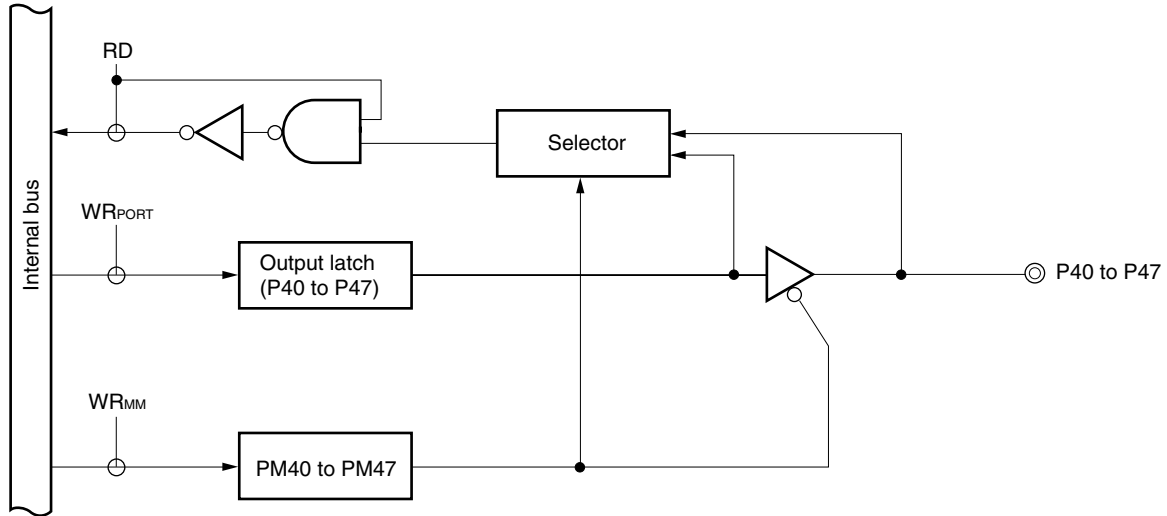 RD
Selector
Internal bus
WRPORT
Output latch
(P40 to P47)
P40 to P47
WRMM
PM40 to PM47